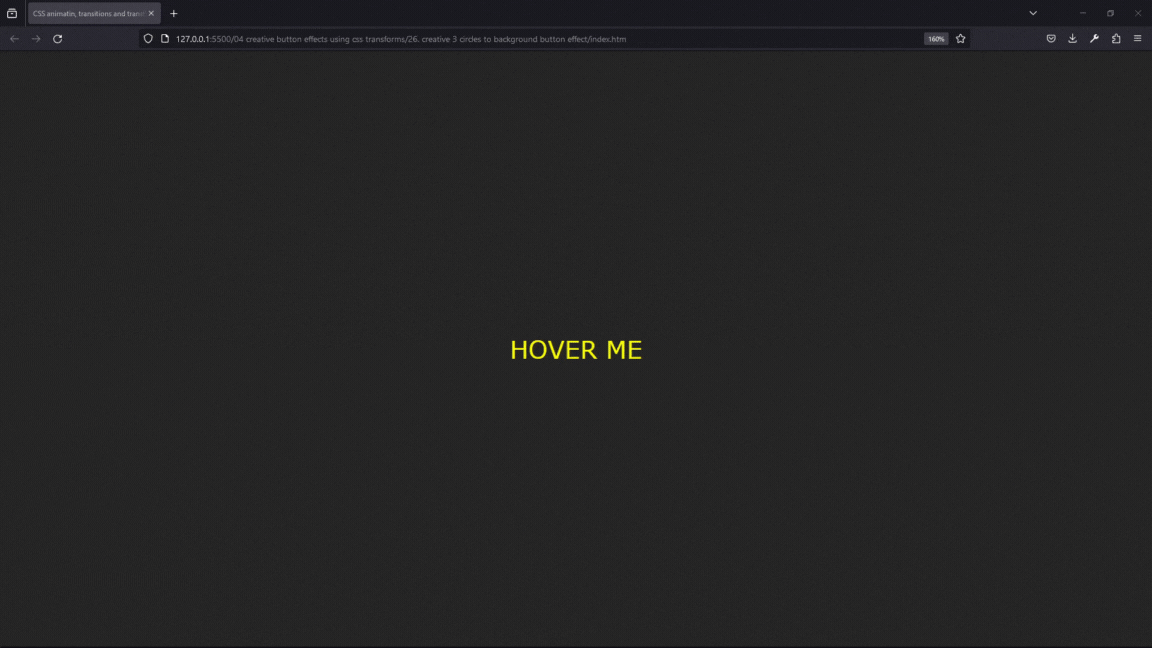 CSS animatin, transitions and transf
127.0.0.1:5500/04 creative button effects using css transforms/26. creative 3 circles to background button effect/index.htm
160%
HOVER ME